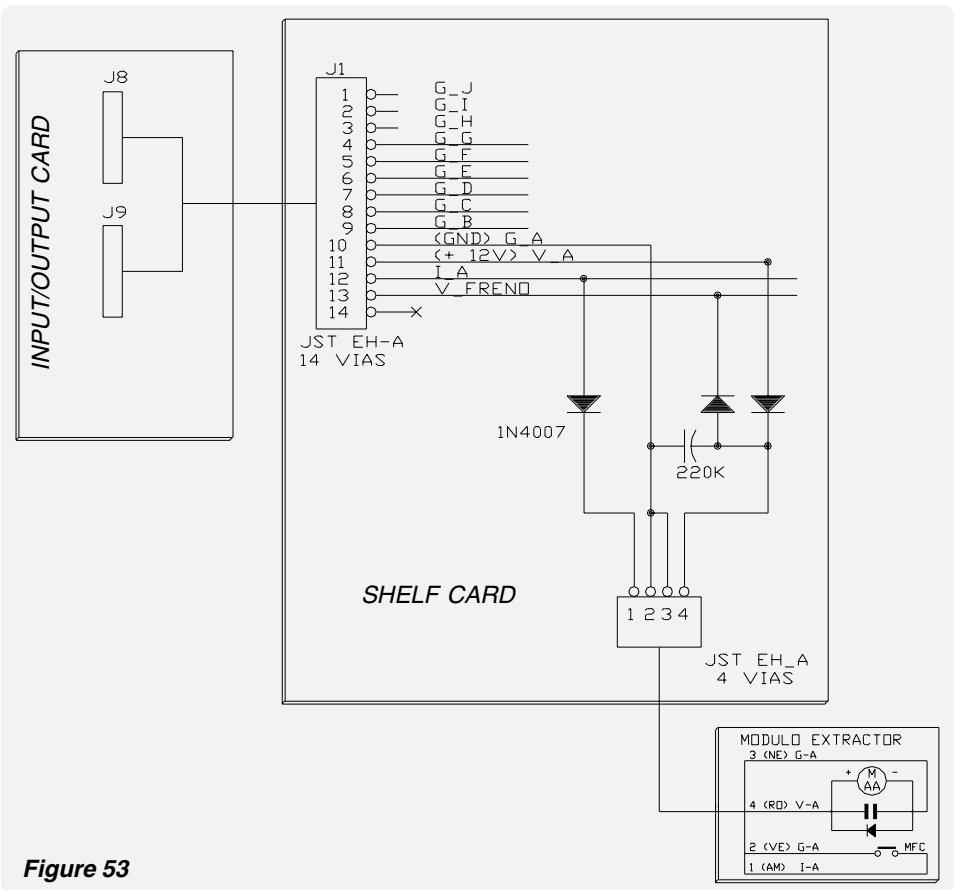 J8
J9
INPUT/OUTPUT CARD
J1
1 G_J
2 G_I
3 G_H
4 G_G
5 G_F
6 G_E
7 G_D
8 G_C
9 G_B
10 (GND) G_A
11 (+ 12V) V_A
12 I_A
13 V_FRENO
14
JST EH-A
14 VIAS
1N4007
220K
SHELF CARD
1 2 3 4
JST EH_A
4 VIAS
MODULO EXTRACTOR
3 (NE) G-A
+ M -
AA
4 (RO) V-A
2 (VE) G-A MFC
1 (AM) I-A
Figure 53